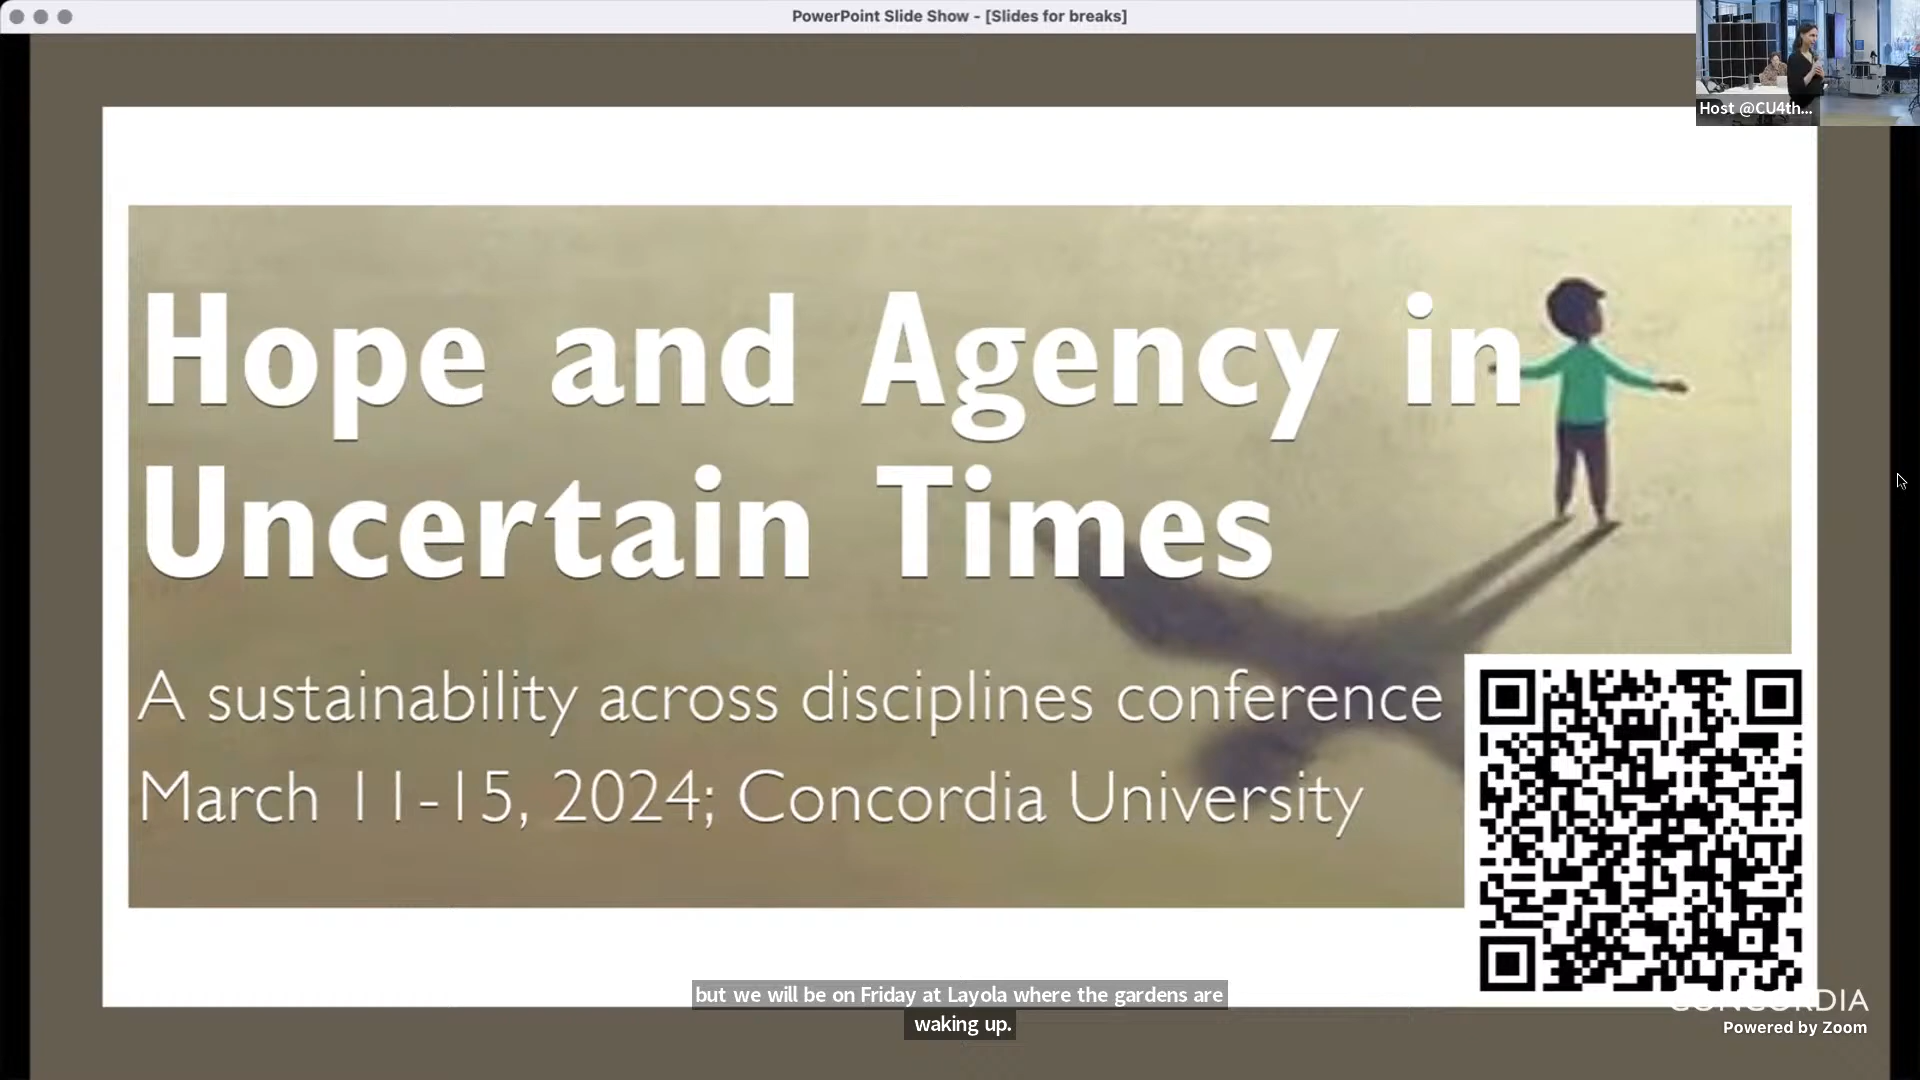 PowerPoint Slide Show - [Slides for breaks]
Host @CU4th...
Hope and Agency in
Uncertain Times
A sustainability across disciplines conference
March 11-15, 2024; Concordia University
but we will be on Friday at Layola where the gardens are
waking up.
CONCORDIA
Powered by Zoom